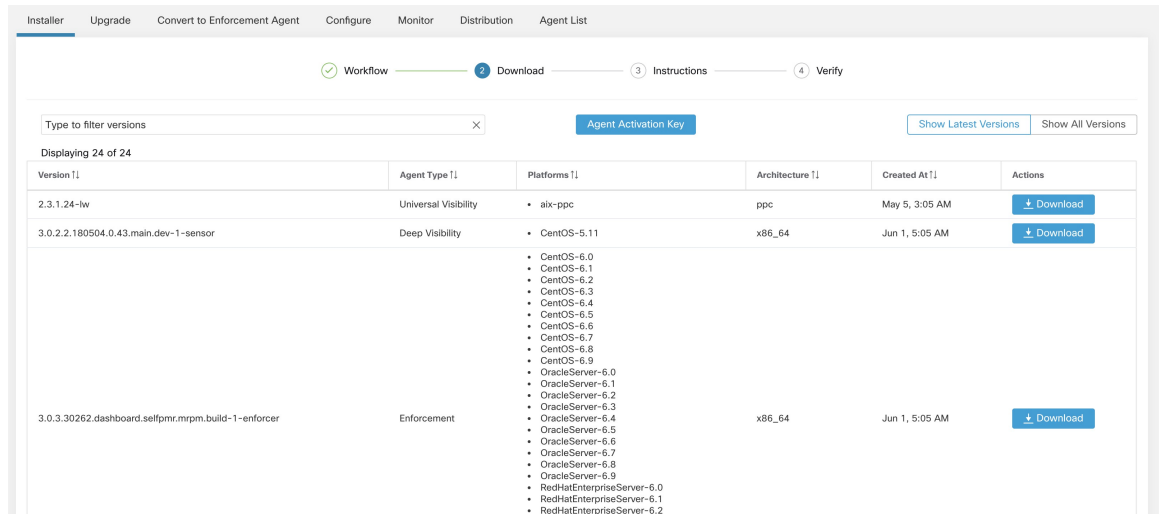 Installer Upgrade Convert to Enforcement Agent Configure Monitor Distribution Agent List
Workflow 2 Download 3 Instructions 4 Verify
Type to filter versions × Agent Activation Key Show Latest Versions Show All Versions
Displaying 24 of 24
Version ↑↓ Agent Type ↑↓ Platforms ↑↓ Architecture ↑↓ Created At ↑↓ Actions
2.3.1.24-lw Universal Visibility • aix-ppc ppc May 5, 3:05 AM Download
3.0.2.2.180504.0.43.main.dev-1-sensor Deep Visibility • CentOS-5.11 x86_64 Jun 1, 5:05 AM Download
• CentOS-6.0
• CentOS-6.1
• CentOS-6.2
• CentOS-6.3
• CentOS-6.4
• CentOS-6.5
• CentOS-6.6
• CentOS-6.7
• CentOS-6.8
• CentOS-6.9
• OracleServer-6.0
• OracleServer-6.1
• OracleServer-6.2
• OracleServer-6.3
3.0.3.30262.dashboard.selfpmr.mrpm.build-1-enforcer Enforcement • OracleServer-6.4 x86_64 Jun 1, 5:05 AM Download
• OracleServer-6.5
• OracleServer-6.6
• OracleServer-6.7
• OracleServer-6.8
• OracleServer-6.9
• RedHatEnterpriseServer-6.0
• RedHatEnterpriseServer-6.1
• RedHatEnterpriseServer-6.2